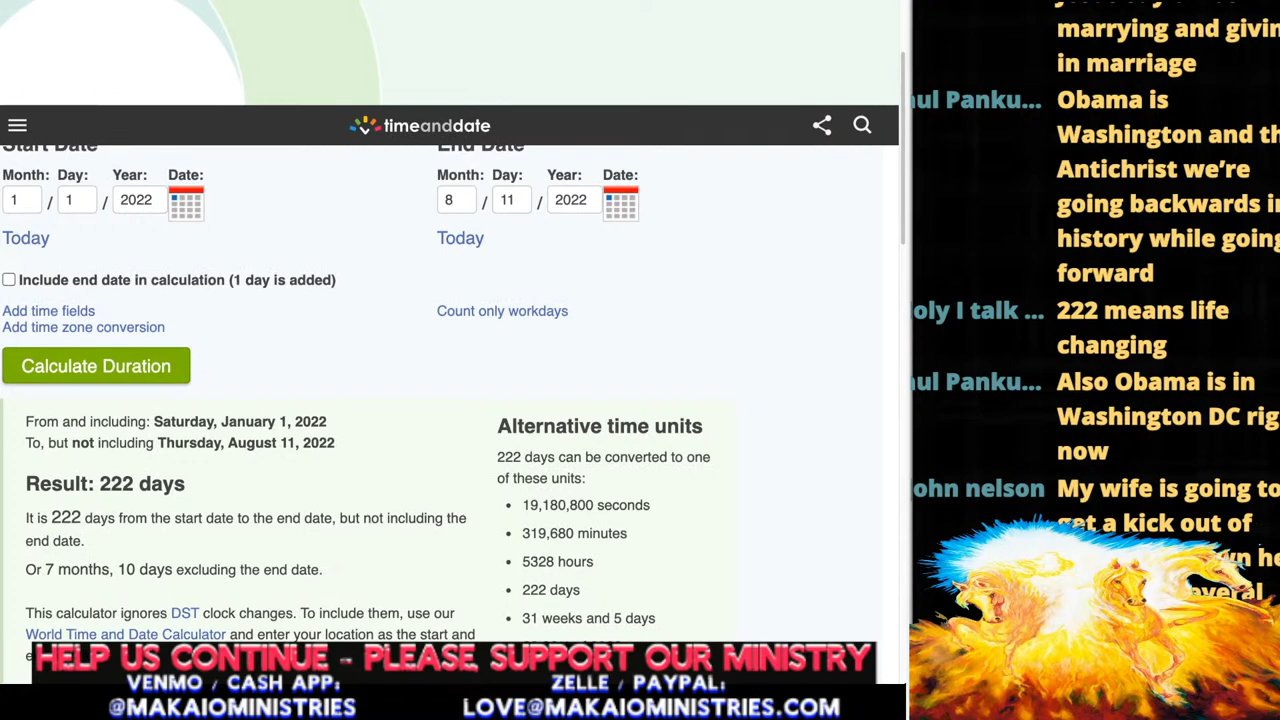 timeanddate
Start Date
End Date
Month: Day: Year: Date:
1 / 1 / 2022
Month: Day: Year: Date:
8 / 11 / 2022
Today
Today
Include end date in calculation (1 day is added)
Add time fields
Add time zone conversion
Count only workdays
Calculate Duration
From and including: Saturday, January 1, 2022
To, but not including Thursday, August 11, 2022
Result: 222 days
It is 222 days from the start date to the end date, but not including the
end date.
Or 7 months, 10 days excluding the end date.
This calculator ignores DST clock changes. To include them, use our
World Time and Date Calculator and enter your location as the start and
Alternative time units
222 days can be converted to one
of these units:
• 19,180,800 seconds
• 319,680 minutes
• 5328 hours
• 222 days
• 31 weeks and 5 days
HELP US CONTINUE - PLEASE, SUPPORT OUR MINISTRY
VENMO / CASH APP:
@MAKAIOMINISTRIES
ZELLE / PAYPAL:
LOVE@MAKAIOMINISTRIES.COM
marrying and givin
in marriage
aul Panku... Obama is
Washington and th
Antichrist we’re
going backwards in
history while going
forward
oly I talk ... 222 means life
changing
aul Panku... Also Obama is in
Washington DC rig
now
ohn nelson My wife is going to
get a kick out of